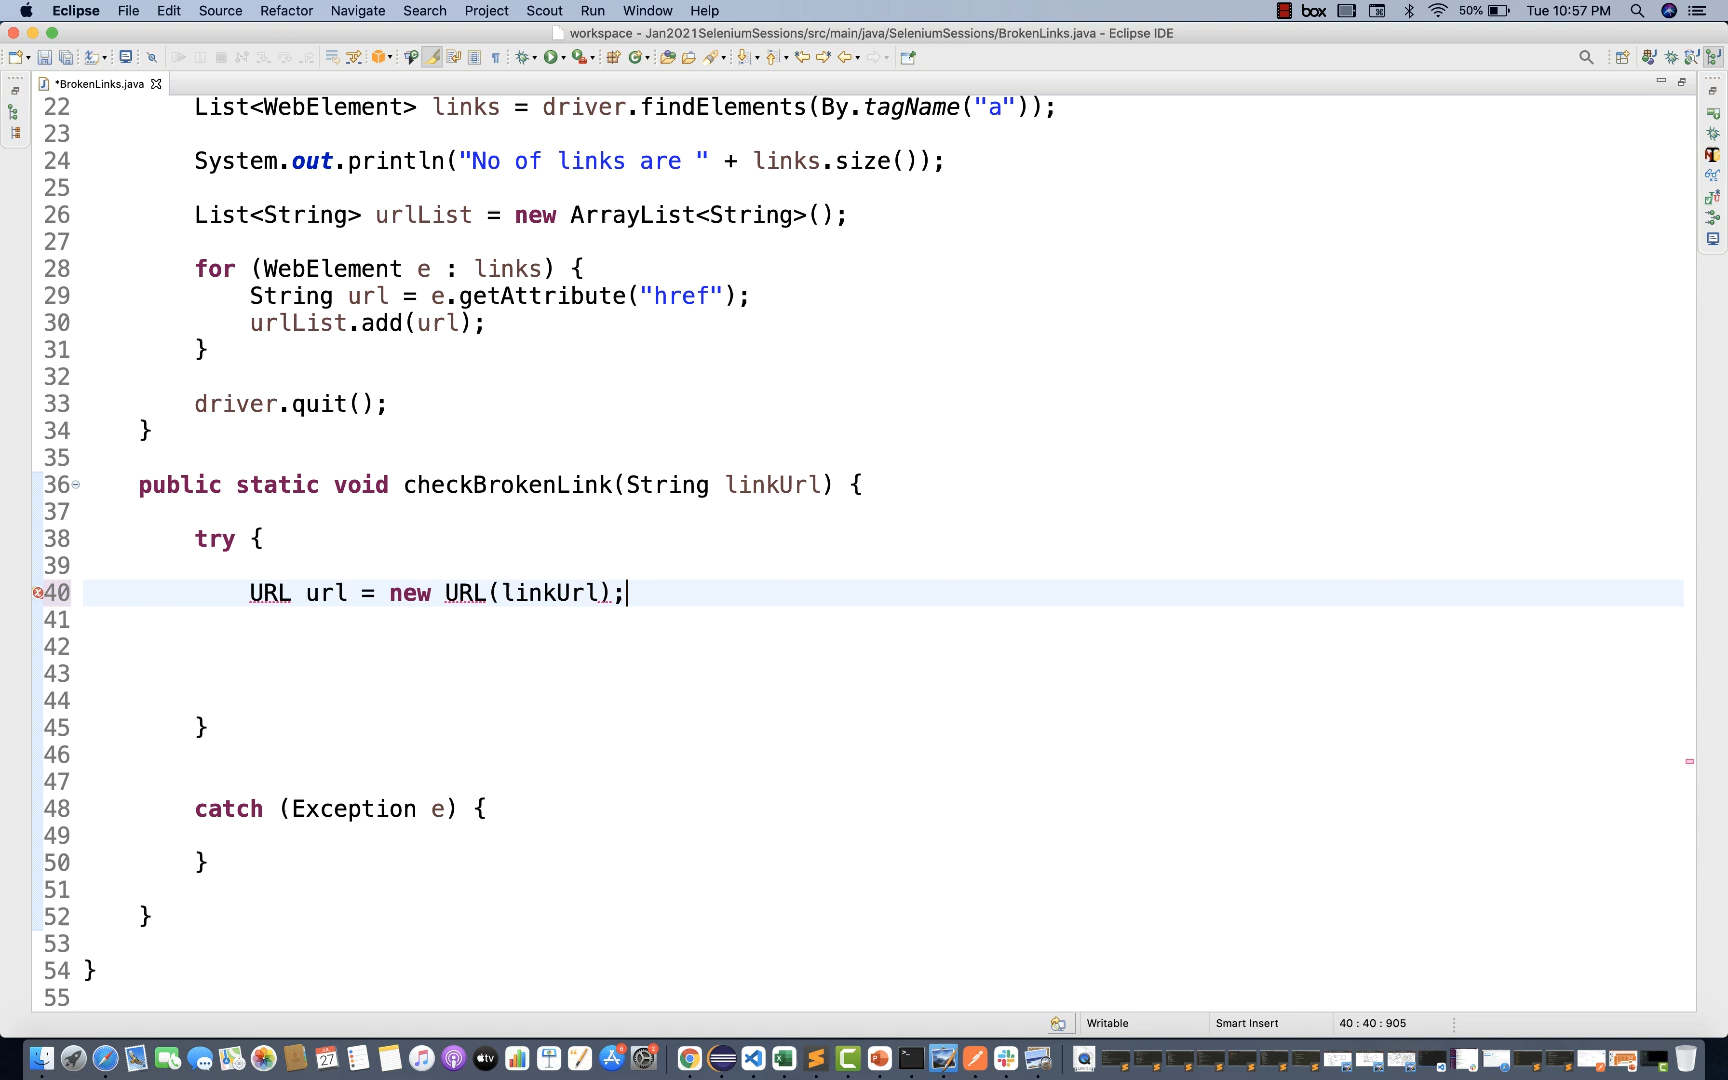 Eclipse File Edit Source Refactor Navigate Search Project Scout Run Window Help box 50% Tue 10:57 PM
workspace - Jan2021SeleniumSessions/src/main/java/SeleniumSessions/BrokenLinks.java - Eclipse IDE
*BrokenLinks.java
22 List<WebElement> links = driver.findElements(By.tagName("a"));
23
24 System.out.println("No of links are " + links.size());
25
26 List<String> urlList = new ArrayList<String>();
27
28 for (WebElement e : links) {
29 String url = e.getAttribute("href");
30 urlList.add(url);
31 }
32
33 driver.quit();
34 }
35
36 public static void checkBrokenLink(String linkUrl) {
37
38 try {
39
40 URL url = new URL(linkUrl);
41
42
43
44
45 }
46
47
48 catch (Exception e) {
49
50 }
51
52 }
53
54 }
55
Writable Smart Insert 40 : 40 : 905